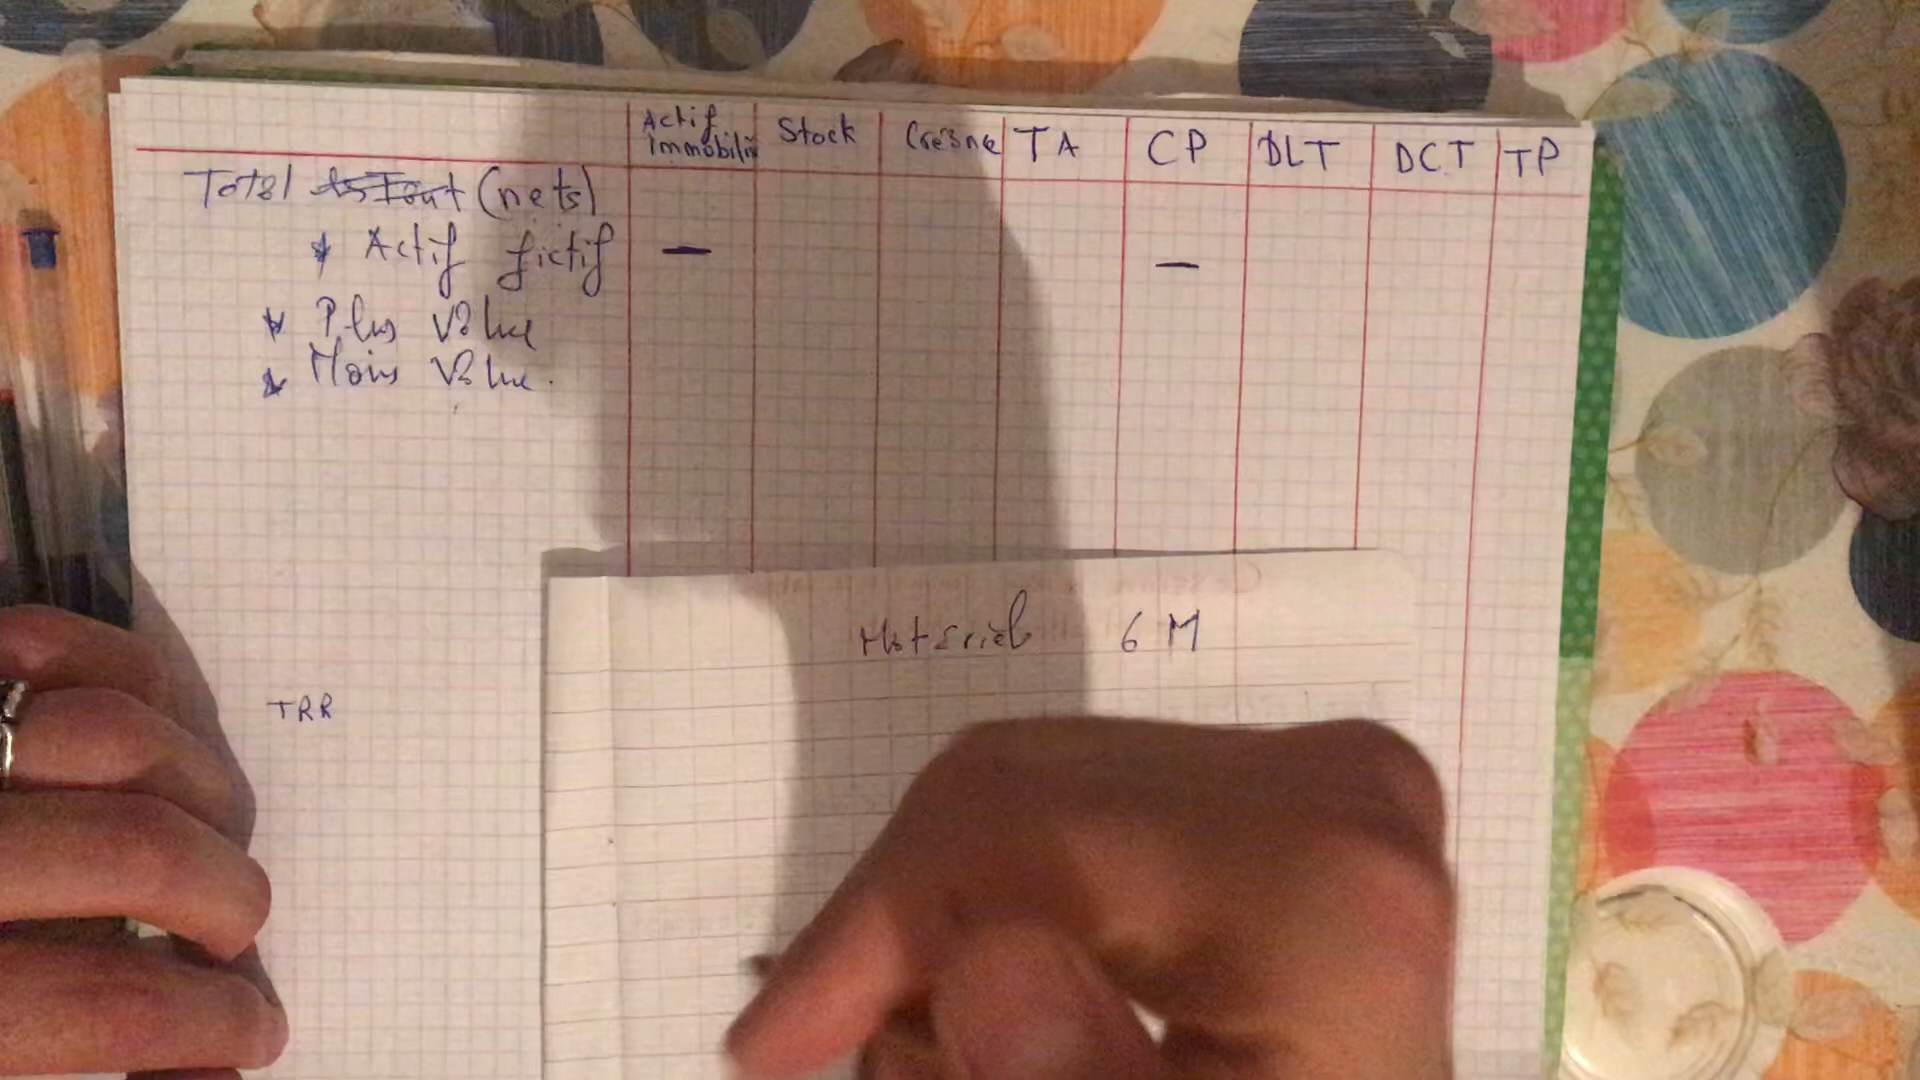 Actif immobilis Stock Créance TA CP DLT DCT TP
Total (nets)
* Actif fictif — —
* Plus value
* Moins value.
Matériel 6 M
TRR